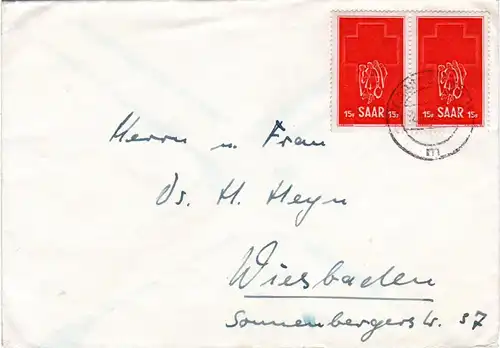 15F SAAR 15F 15F SAAR 15F
m
Herrn u. Frau
Dr. H. Heyn
Wiesbaden
Sonnenbergerstr. 37